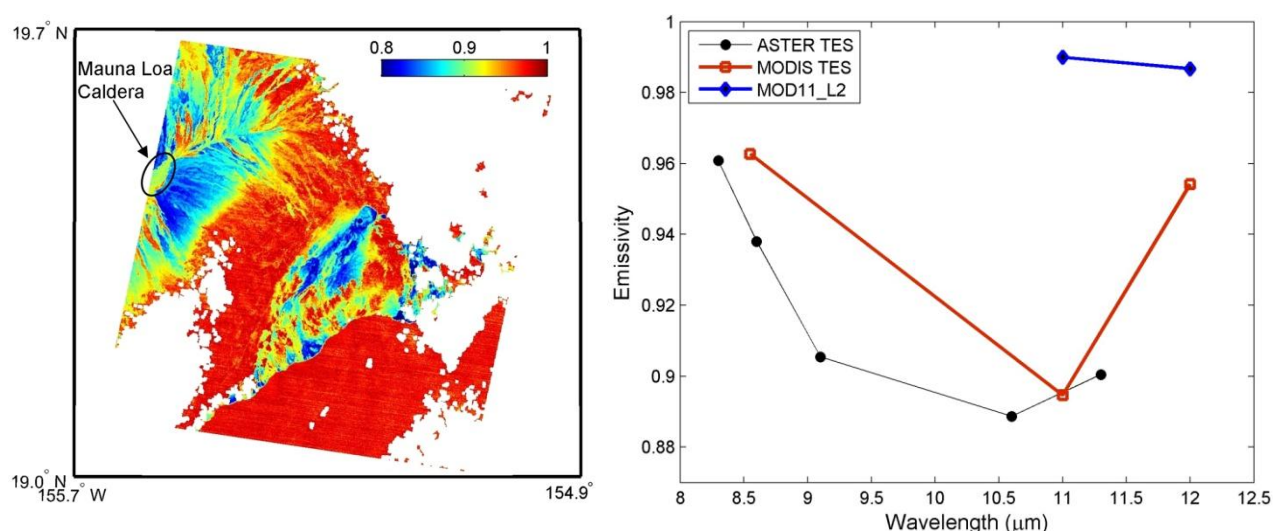 19.7° N
Mauna Loa
Caldera
0.8 0.9 1
19.0° N
155.7° W
154.9°
ASTER TES
MODIS TES
MOD11_L2
Emissivity
1
0.98
0.96
0.94
0.92
0.9
0.88
8 8.5 9 9.5 10 10.5 11 11.5 12 12.5
Wavelength (μm)